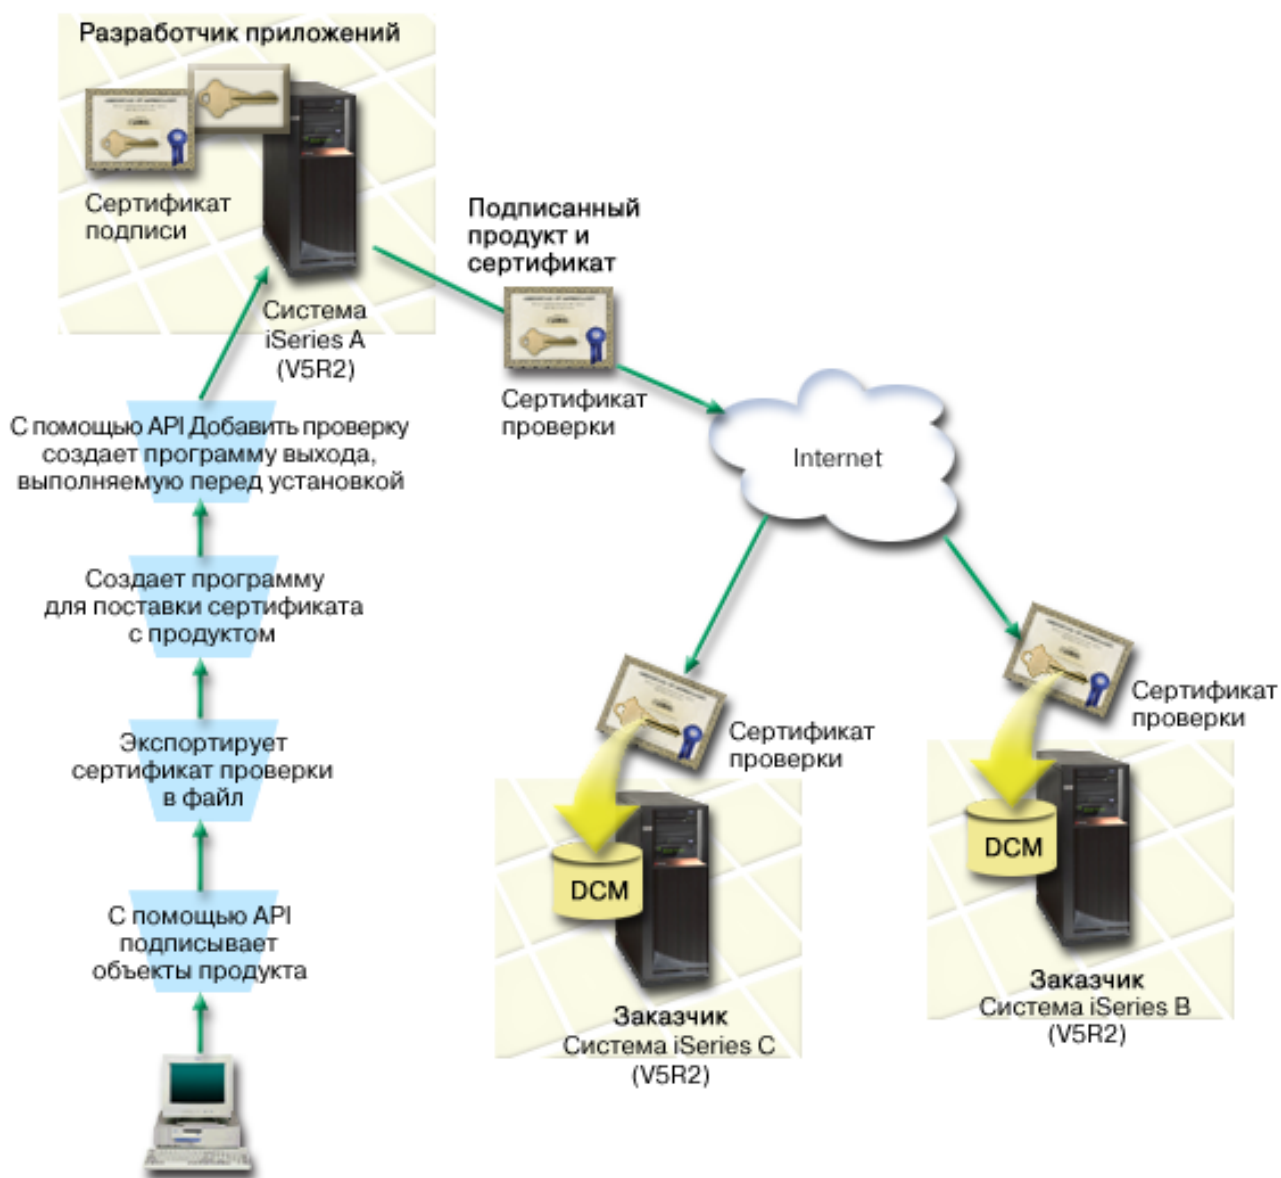 Разработчик приложений
Сертификат
подписи
Система
iSeries A
(V5R2)
Подписанный
продукт и
сертификат
Сертификат
проверки
Internet
С помощью API Добавить проверку
создает программу выхода,
выполняемую перед установкой
Создает программу
для поставки сертификата
с продуктом
Экспортирует
сертификат проверки
в файл
С помощью API
подписывает
объекты продукта
Сертификат
проверки
DCM
Заказчик
Система iSeries C
(V5R2)
Сертификат
проверки
DCM
Заказчик
Система iSeries B
(V5R2)